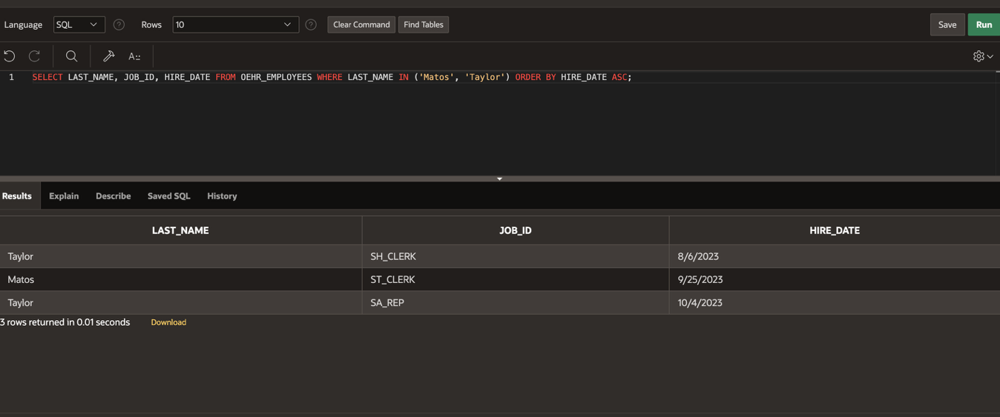 Language SQL Rows 10 Clear Command Find Tables Save Run
A::
1 SELECT LAST_NAME, JOB_ID, HIRE_DATE FROM OEHR_EMPLOYEES WHERE LAST_NAME IN ('Matos', 'Taylor') ORDER BY HIRE_DATE ASC;
Results Explain Describe Saved SQL History
LAST_NAME JOB_ID HIRE_DATE
Taylor SH_CLERK 8/6/2023
Matos ST_CLERK 9/25/2023
Taylor SA_REP 10/4/2023
3 rows returned in 0.01 seconds Download